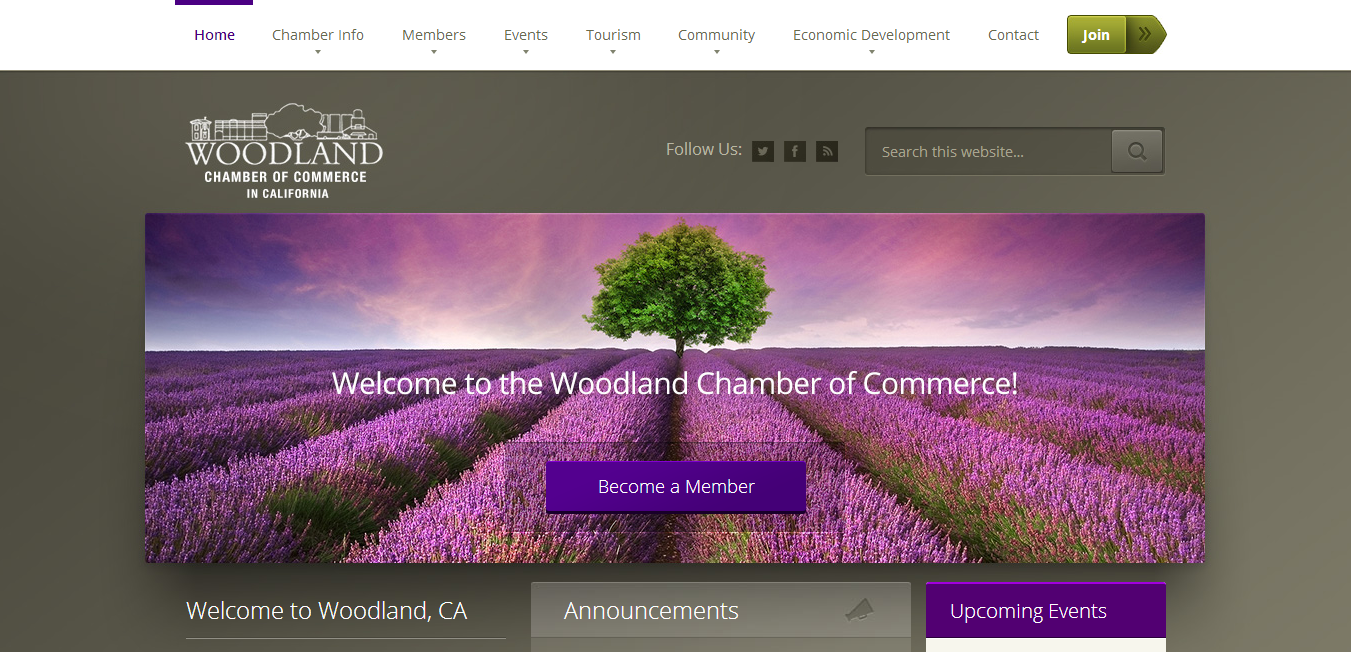 Home Chamber Info Members Events Tourism Community Economic Development Contact Join
WOODLAND
CHAMBER OF COMMERCE
IN CALIFORNIA
Follow Us:
Search this website...
Welcome to the Woodland Chamber of Commerce!
Become a Member
Welcome to Woodland, CA
Announcements
Upcoming Events